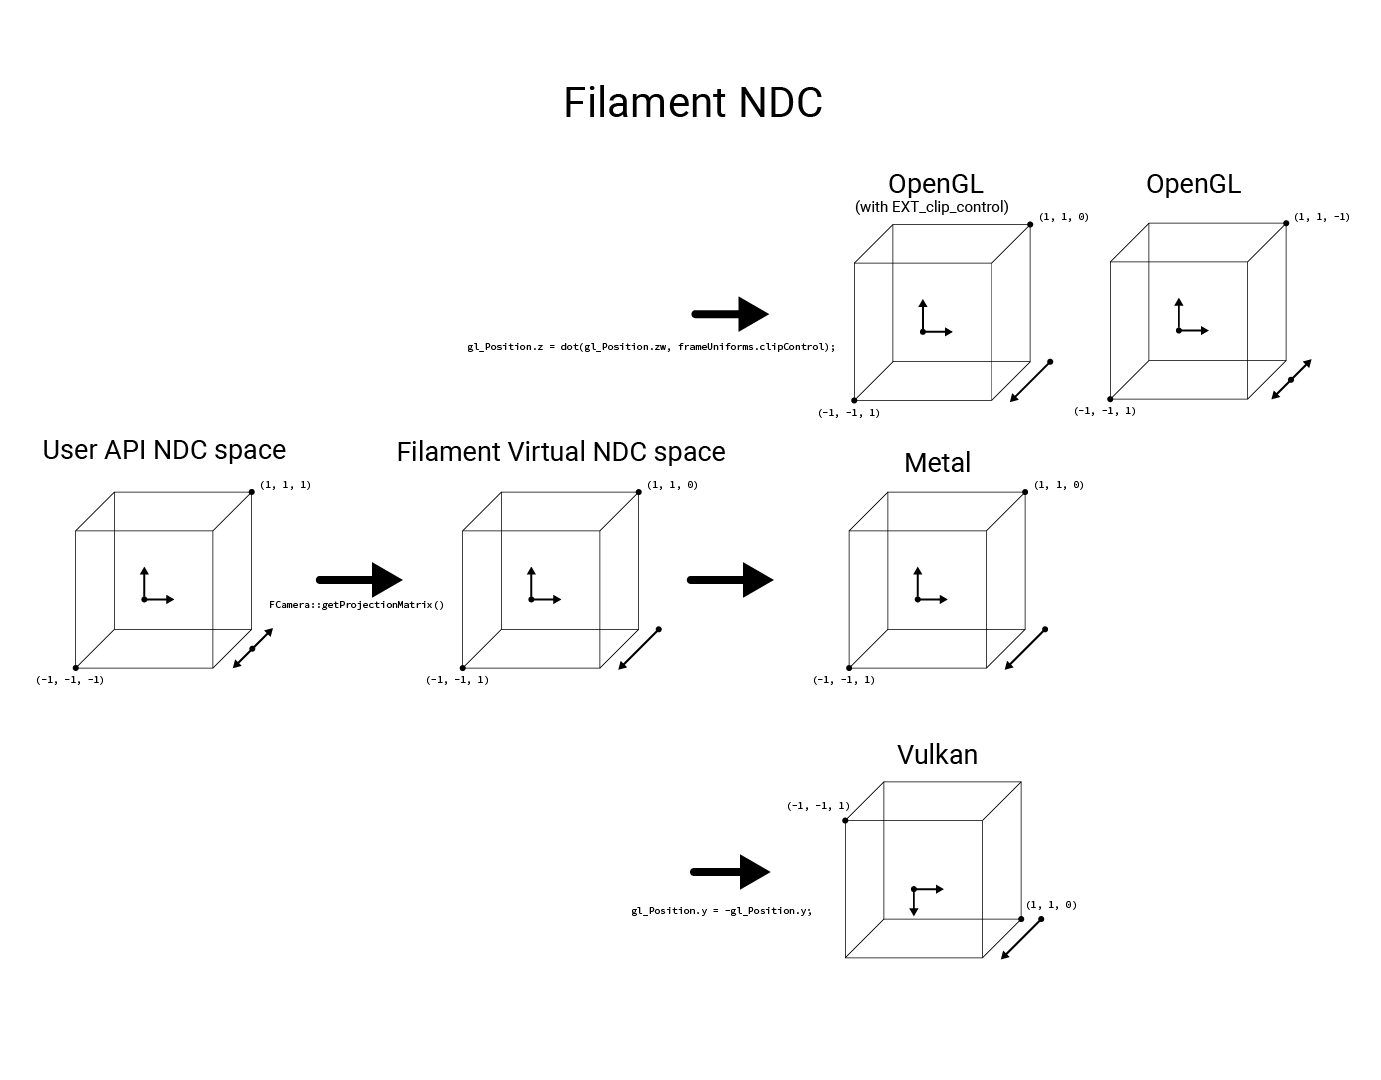 Filament NDC
OpenGL
(with EXT_clip_control)
(1, 1, 0)
(-1, -1, 1)
OpenGL
(1, 1, -1)
(-1, -1, 1)
gl_Position.z = dot(gl_Position.zw, frameUniforms.clipControl);
User API NDC space
(1, 1, 1)
(-1, -1, -1)
FCamera::getProjectionMatrix()
Filament Virtual NDC space
(1, 1, 0)
(-1, -1, 1)
Metal
(1, 1, 0)
(-1, -1, 1)
Vulkan
(-1, -1, 1)
(1, 1, 0)
gl_Position.y = -gl_Position.y;